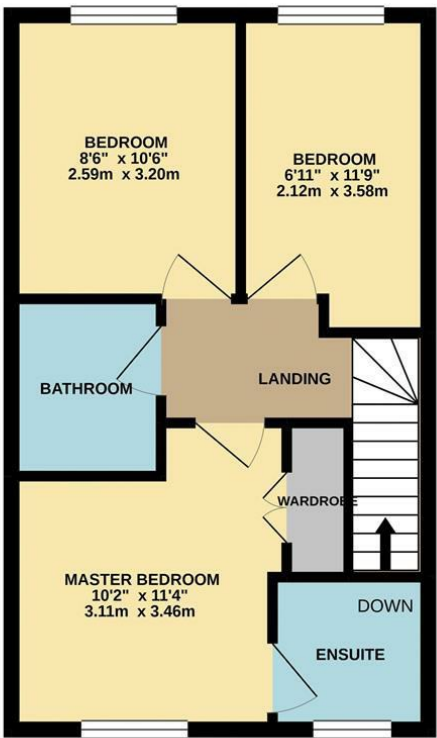 BEDROOM
8'6" x 10'6"
2.59m x 3.20m
BEDROOM
6'11" x 11'9"
2.12m x 3.58m
BATHROOM
LANDING
WARDROBE
MASTER BEDROOM
10'2" x 11'4"
3.11m x 3.46m
DOWN
ENSUITE